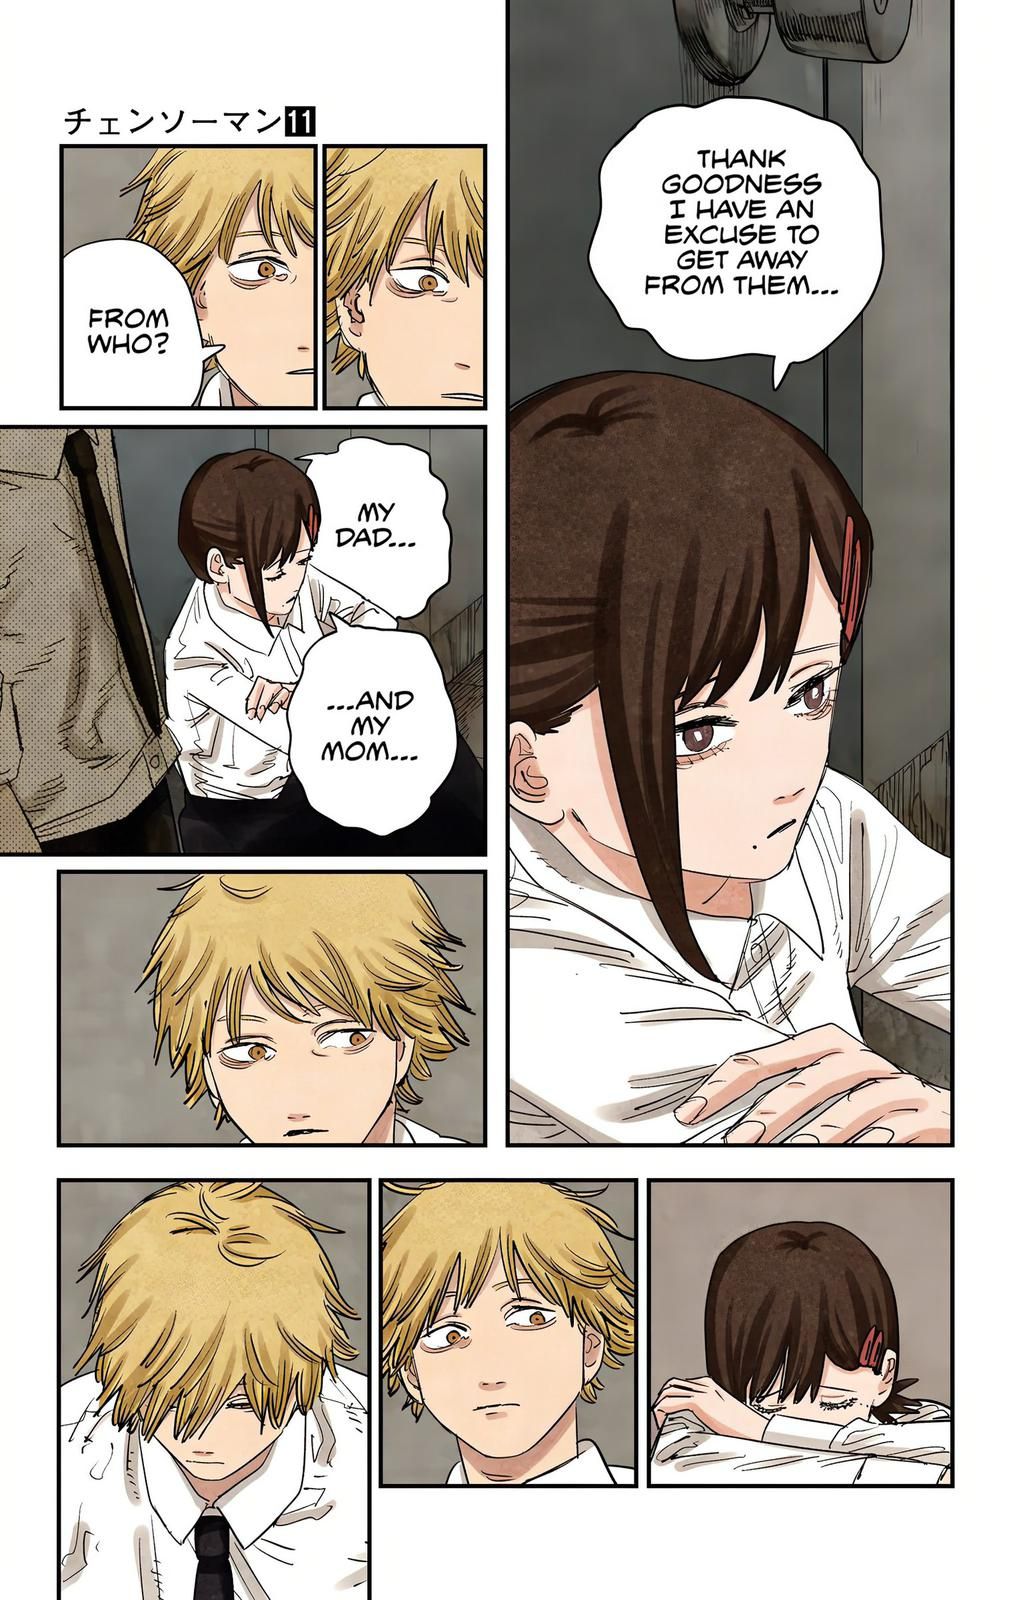 チェンソーマン11
THANK
GOODNESS
I HAVE AN
EXCUSE TO
GET AWAY
FROM THEM...
FROM
WHO?
MY
DAD...
...AND
MY
MOM...